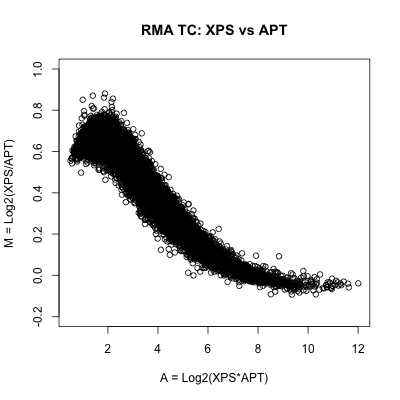 RMA TC: XPS vs APT
M = Log2(XPS/APT)
1.0
0.8
0.6
0.4
0.2
0.0
-0.2
2 4 6 8 10 12
A = Log2(XPS*APT)